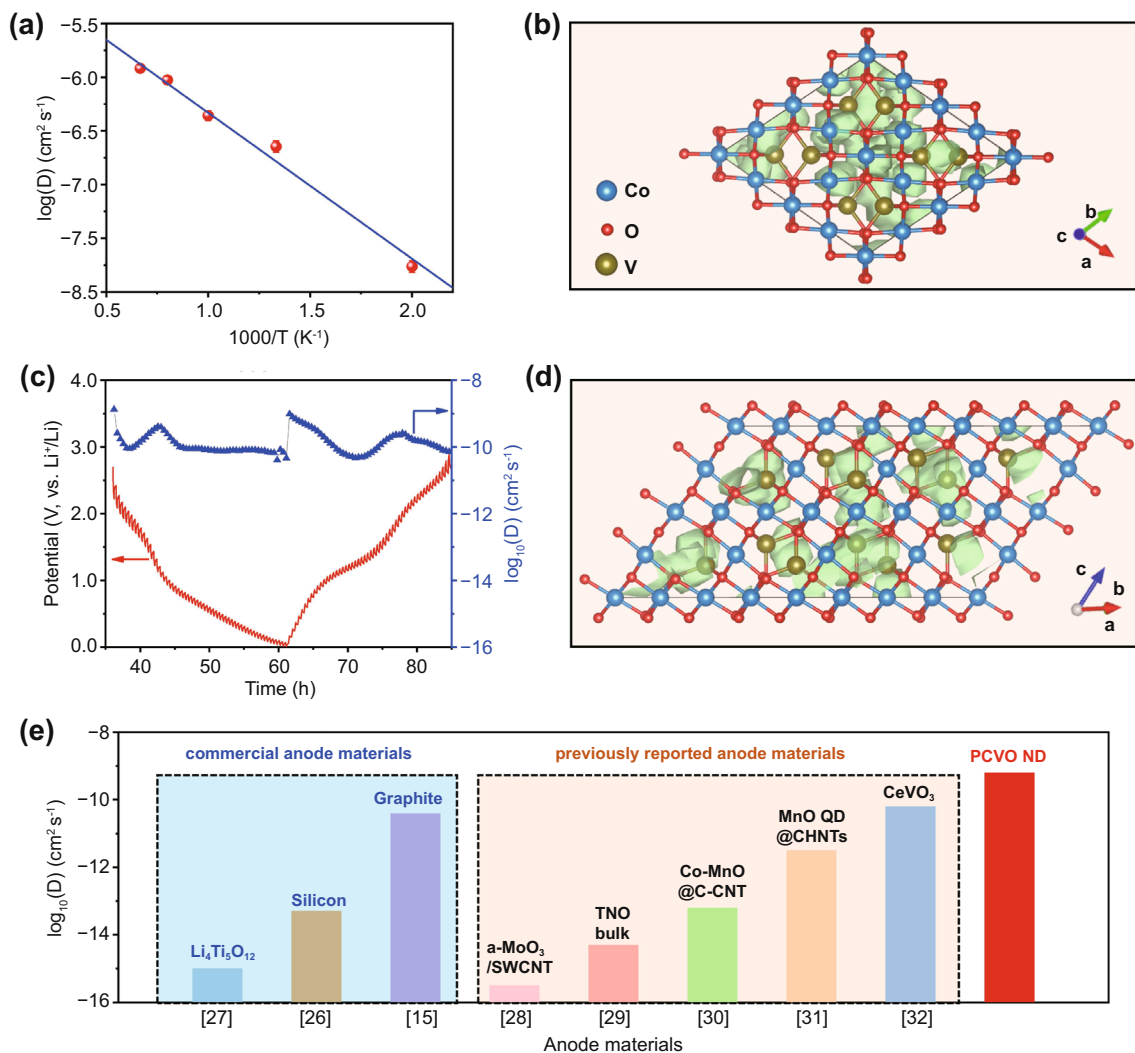 (a)
−5.5
−6.0
−6.5
−7.0
−7.5
−8.0
−8.5
log(D) (cm² s⁻¹)
0.5
1.0
1.5
2.0
1000/T (K⁻¹)
(b)
Co
O
V
b
c
a
(c)
4.0
3.0
2.0
1.0
0.0
Potential (V, vs. Li⁺/Li)
−8
−10
−12
−14
−16
log₁₀(D) (cm² s⁻¹)
40
50
60
70
80
Time (h)
(d)
c
b
a
(e)
−8
−10
−12
−14
−16
log₁₀(D) (cm² s⁻¹)
commercial anode materials
previously reported anode materials
PCVO ND
Li₄Ti₅O₁₂
Silicon
Graphite
a-MoO₃
/SWCNT
TNO
bulk
Co-MnO
@C-CNT
MnO QD
@CHNTs
CeVO₃
[27]
[26]
[15]
[28]
[29]
[30]
[31]
[32]
Anode materials